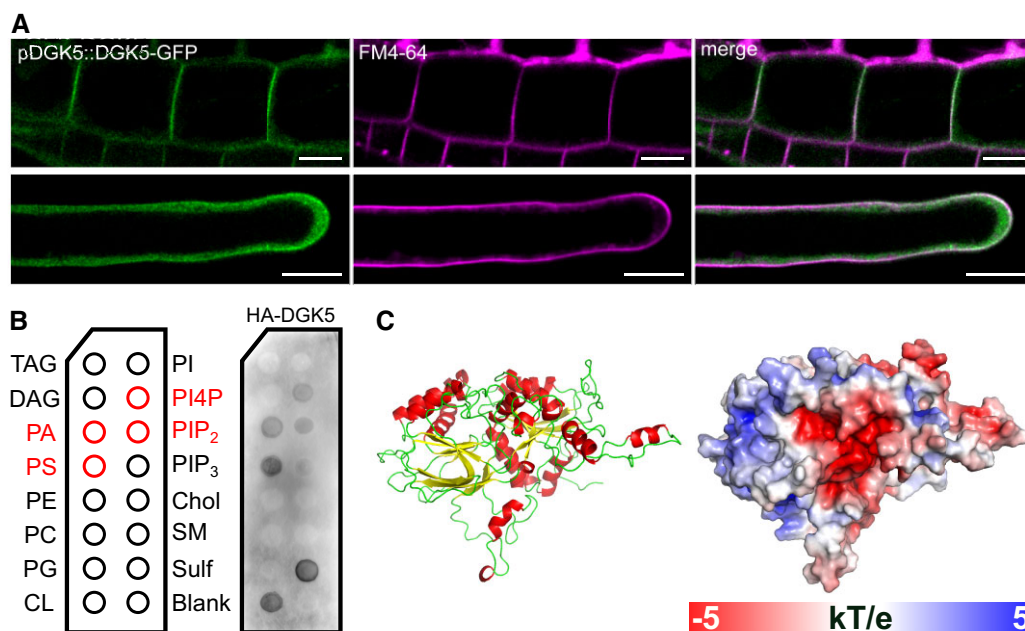 A
pDGK5::DGK5-GFP
FM4-64
merge
B
HA-DGK5
C
TAG
PI
DAG
PI4P
PA
PIP2
PS
PIP3
PE
Chol
PC
SM
PG
Sulf
CL
Blank
-5 kT/e 5